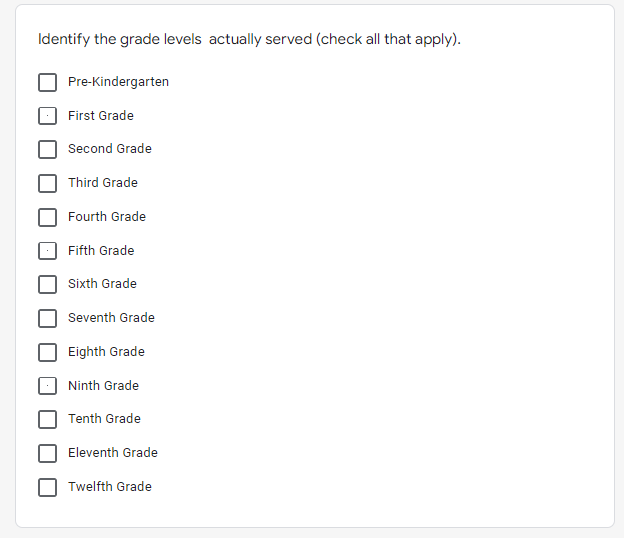 Identify the grade levels  actually served (check all that apply).
Pre-Kindergarten
First Grade
Second Grade
Third Grade
Fourth Grade
Fifth Grade
Sixth Grade
Seventh Grade
Eighth Grade
Ninth Grade
Tenth Grade
Eleventh Grade
Twelfth Grade